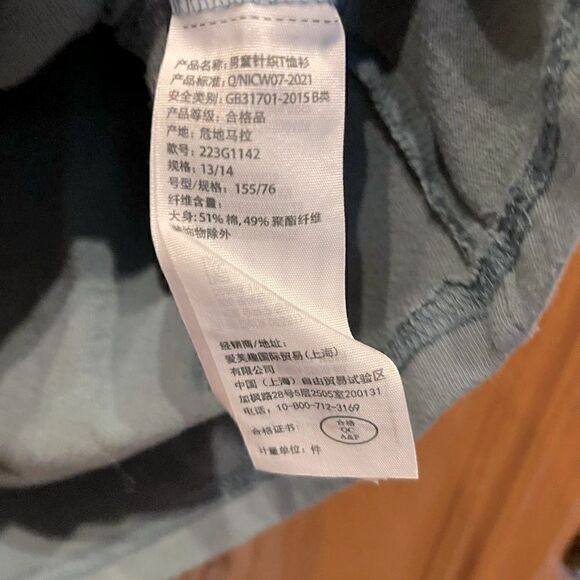 产品名称: 男童针织T恤衫
产品标准: Q/NICW07-2021
安全类别: GB31701-2015 B类
产品等级: 合格品
产地: 危地马拉
款号: 223G1142
规格: 13/14
号型/规格: 155/76
纤维含量:
大身: 51% 棉, 49% 聚酯纤维
装饰物除外
经销商/地址:
爱芙趣国际贸易(上海)
有限公司
中国(上海)自由贸易试验区
加枫路28号5层2505室200131
电话: 10-800-712-3169
合格证书:
合格
QC
A&F
计量单位: 件